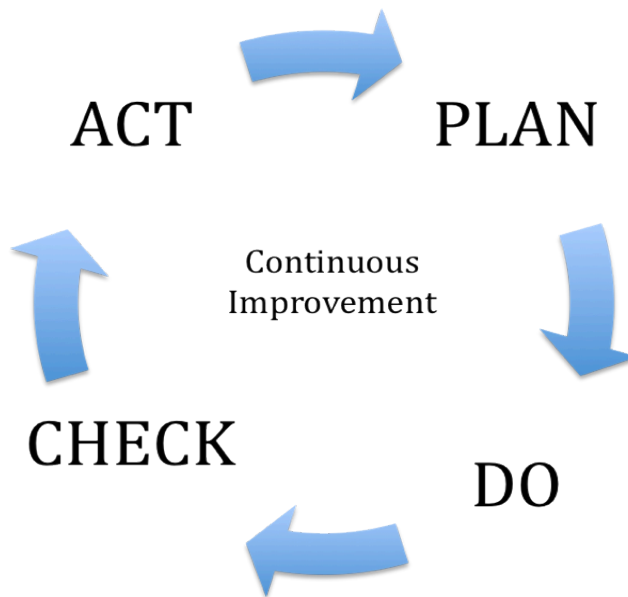 ACT
PLAN
Continuous
Improvement
CHECK
DO